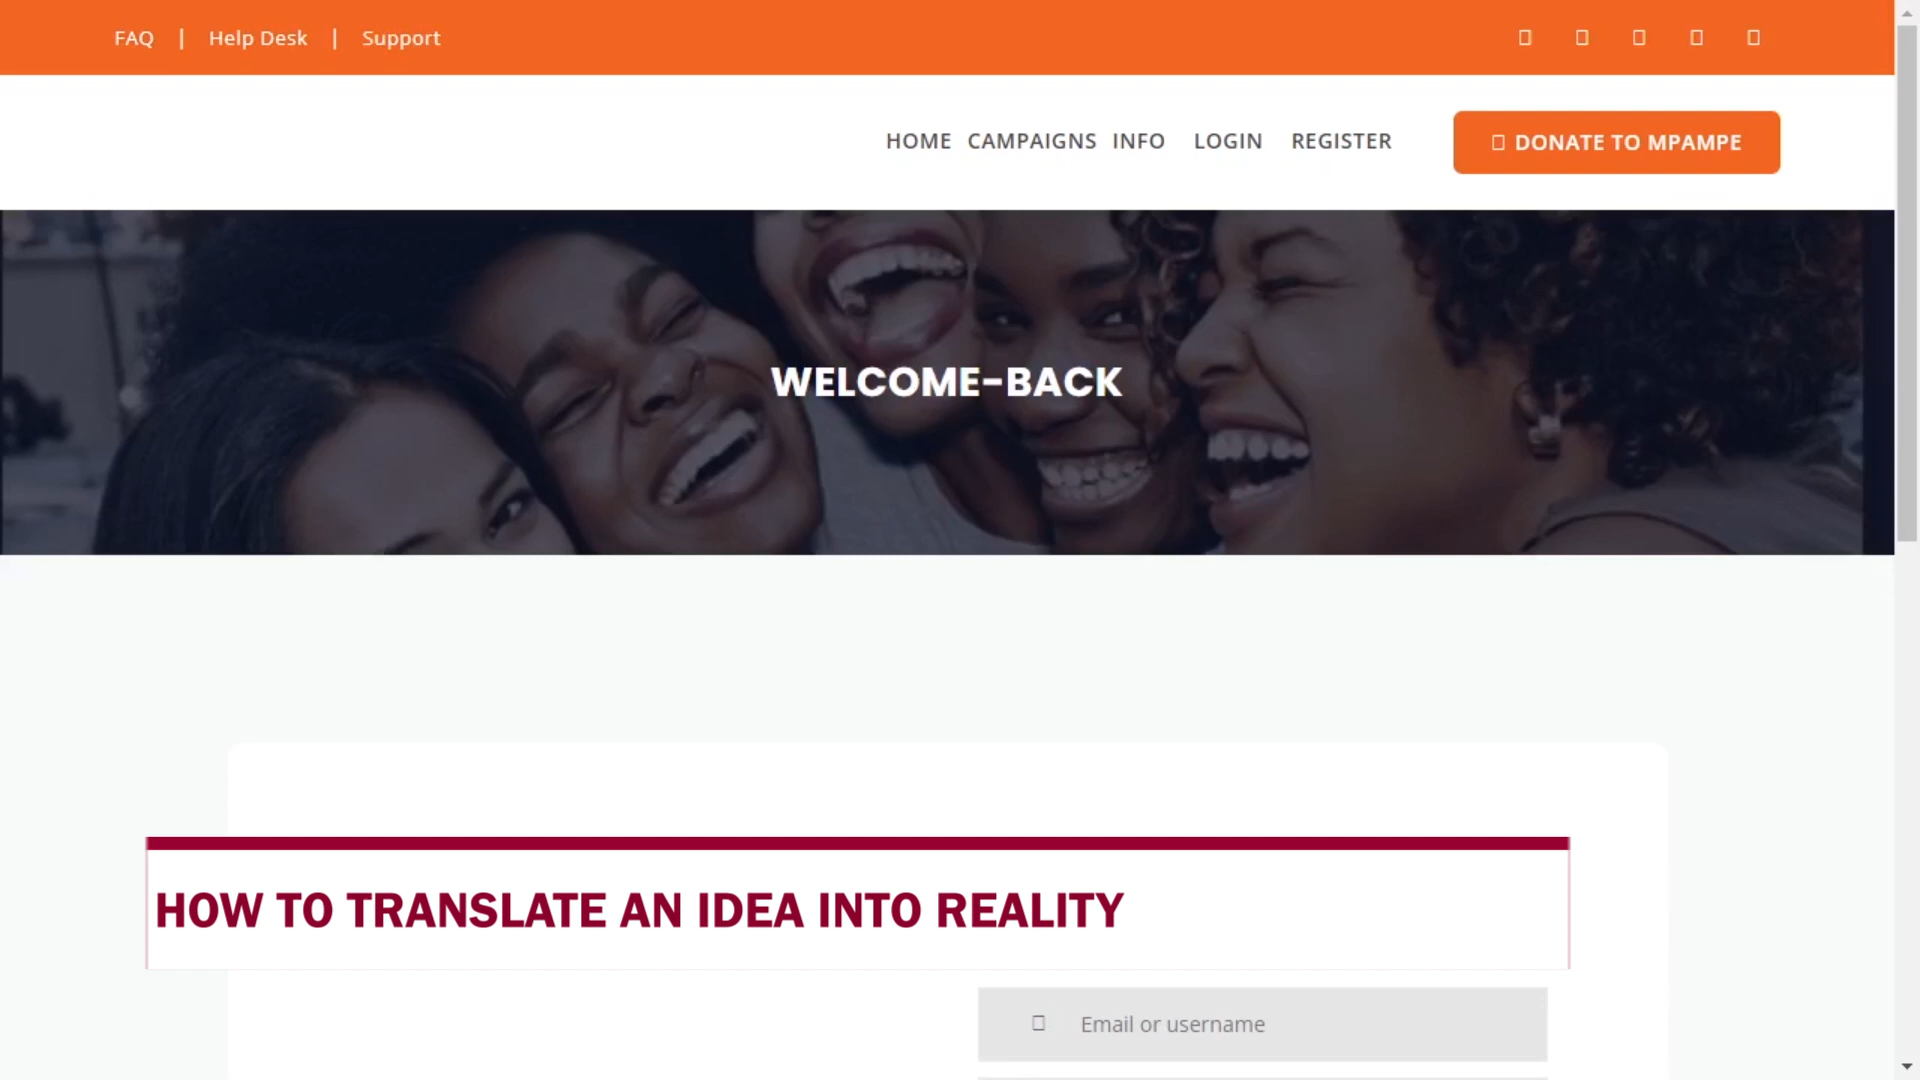 FAQ | Help Desk | Support
HOME CAMPAIGNS INFO LOGIN REGISTER DONATE TO MPAMPE
WELCOME-BACK
HOW TO TRANSLATE AN IDEA INTO REALITY
Email or username